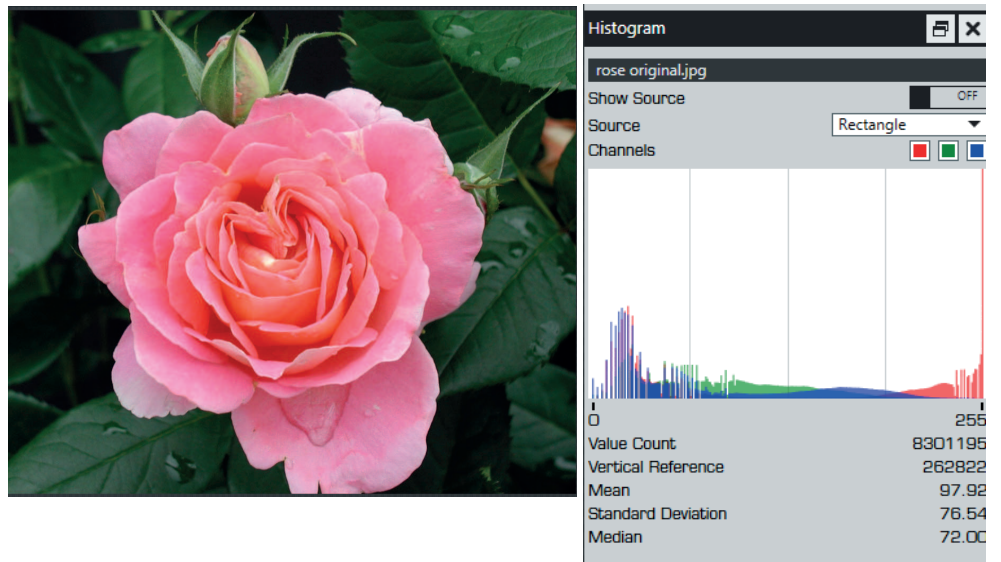 Histogram
rose original.jpg
Show Source OFF
Source Rectangle
Channels
0 255
Value Count 8301195
Vertical Reference 262822
Mean 97.92
Standard Deviation 76.54
Median 72.00